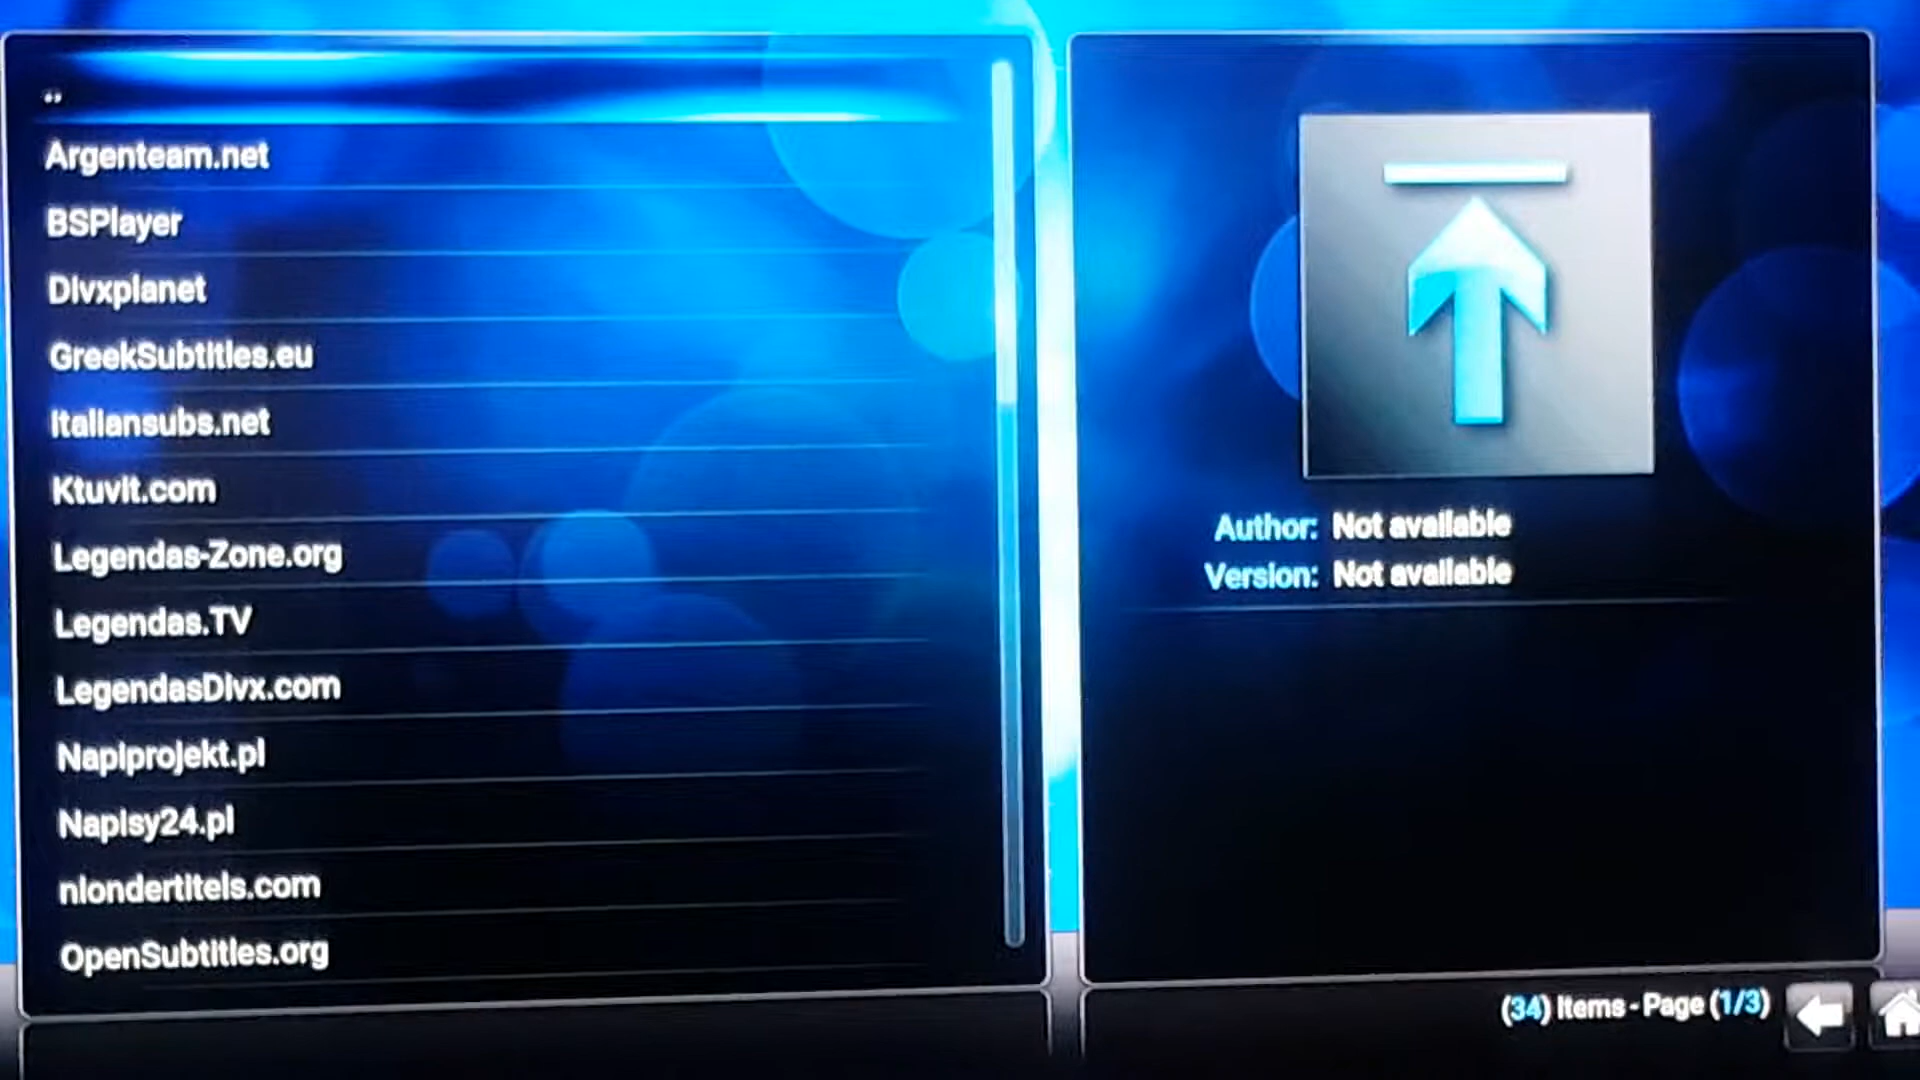 ..
Argenteam.net
BSPlayer
Divxplanet
GreekSubtitles.eu
Italiansubs.net
Ktuvit.com
Legendas-Zone.org
Legendas.TV
LegendasDivx.com
Napiprojekt.pl
Napisy24.pl
nlondertitels.com
OpenSubtitles.org
Author: Not available
Version: Not available
(34) Items - Page (1/3)